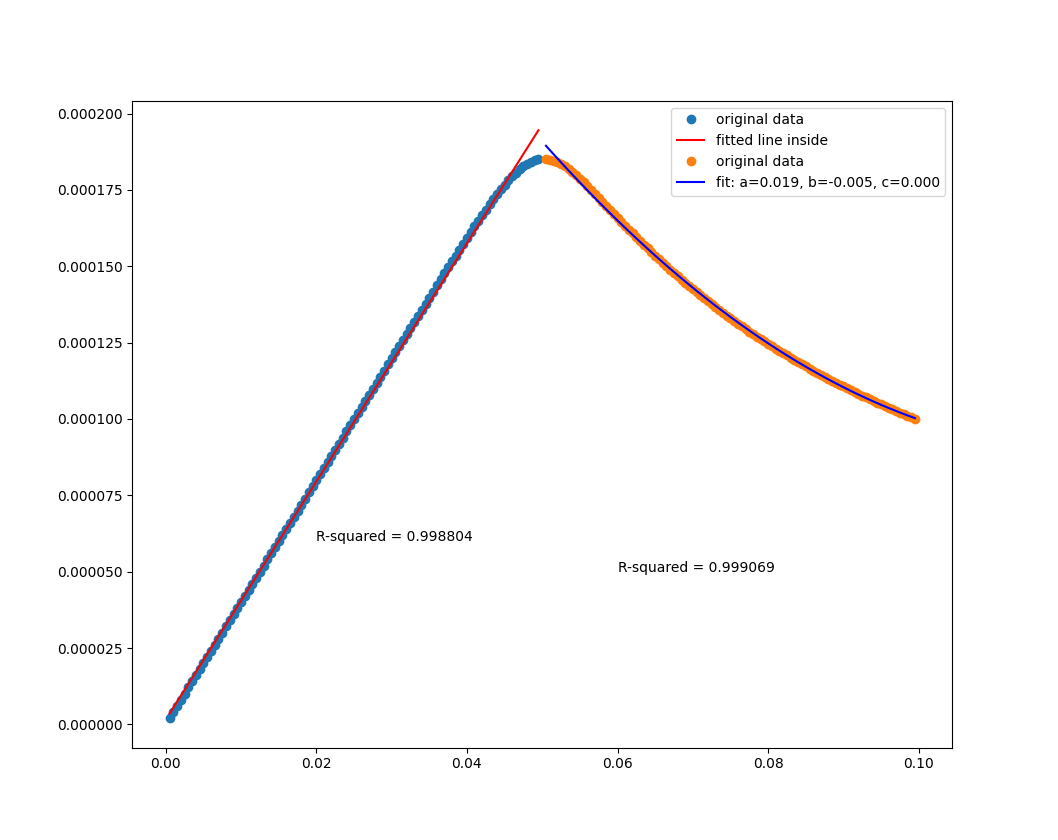 0.000200
0.000175
0.000150
0.000125
0.000100
0.000075
0.000050
0.000025
0.000000
original data
fitted line inside
original data
fit: a=0.019, b=-0.005, c=0.000
R-squared = 0.998804
R-squared = 0.999069
0.00 0.02 0.04 0.06 0.08 0.10